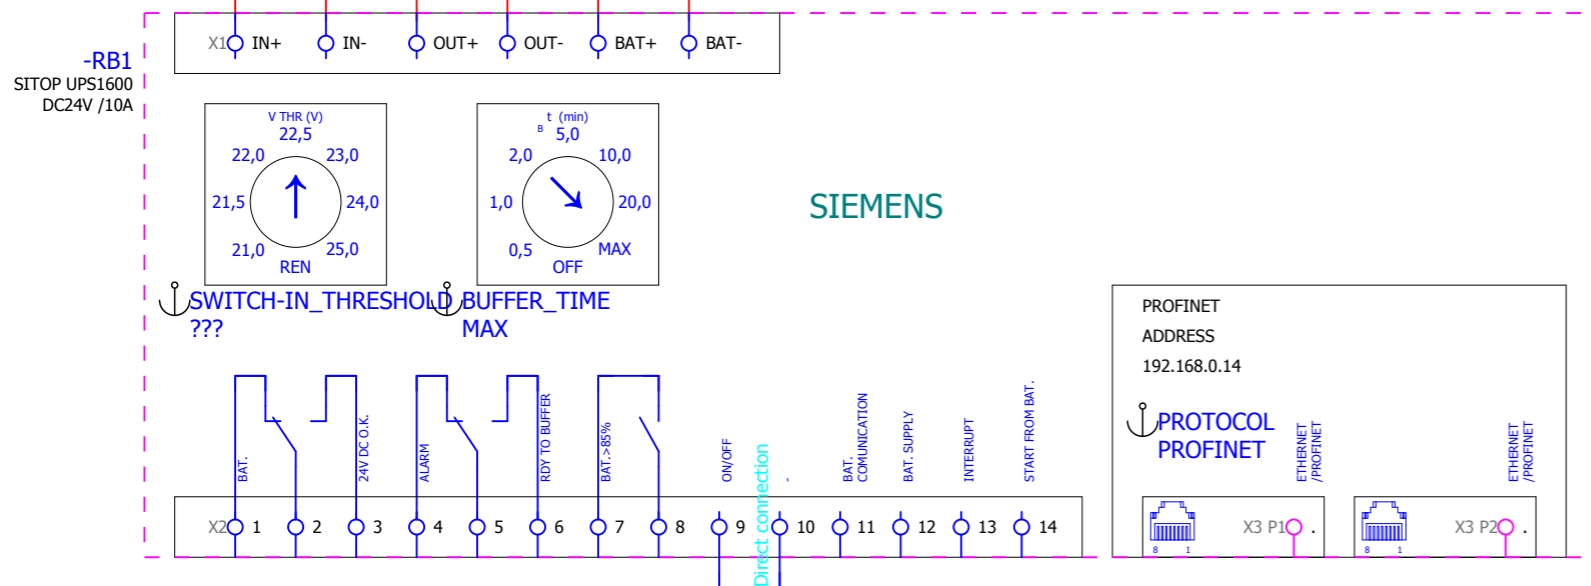 X1 IN+ IN- OUT+ OUT- BAT+ BAT-
-RB1
SITOP UPS1600
DC24V /10A
V THR (V)
22,5
22,0 23,0
21,5 24,0
21,0 25,0
REN
t (min)
B 5,0
2,0 10,0
1,0 20,0
0,5 MAX
OFF
SIEMENS
SWITCH-IN_THRESHOLD
???
BUFFER_TIME
MAX
PROFINET
ADDRESS
192.168.0.14
PROTOCOL
PROFINET
BAT.
24V DC O.K.
ALARM
RDY TO BUFFER
BAT.>85%
ON/OFF
Direct connection
-
BAT.
COMUNICATION
BAT. SUPPLY
INTERRUPT
START FROM BAT.
ETHERNET
/PROFINET
ETHERNET
/PROFINET
X2 1 2 3 4 5 6 7 8 9 10 11 12 13 14
X3 P1 .
8 1
X3 P2 .
8 1